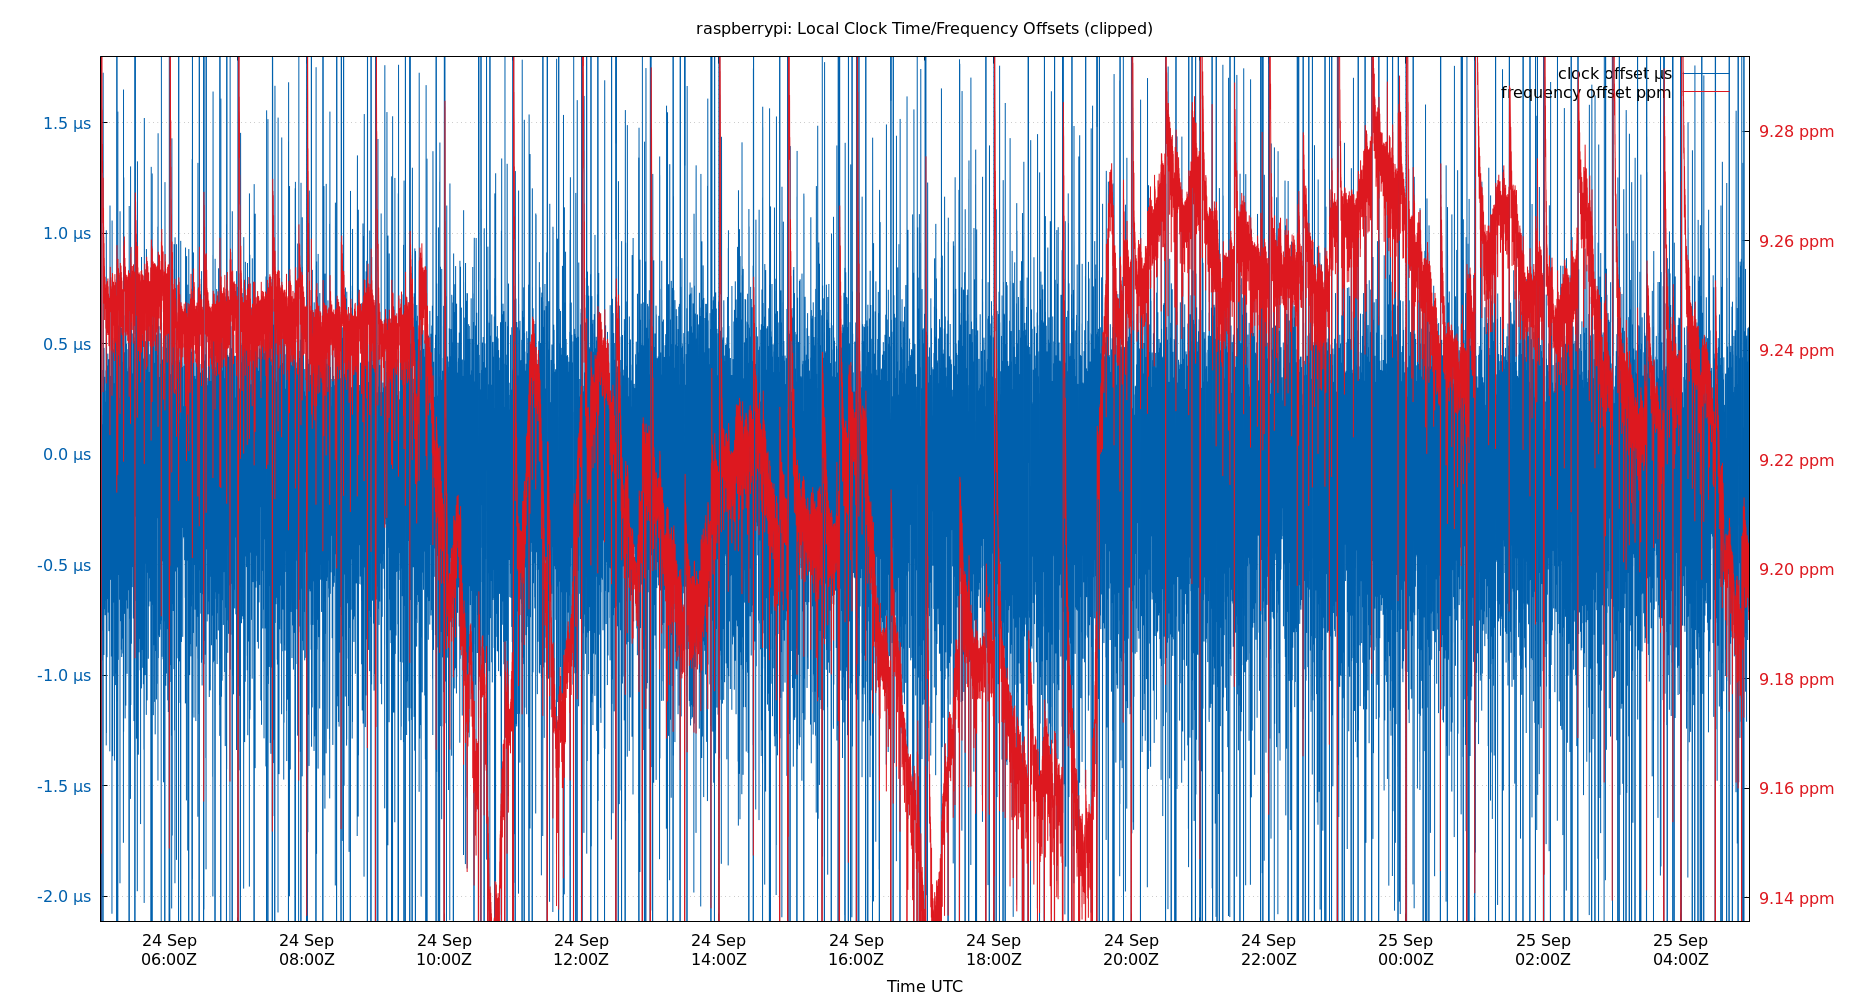 raspberrypi: Local Clock Time/Frequency Offsets (clipped)
clock offset µs
frequency offset ppm
1.5 µs
1.0 µs
0.5 µs
0.0 µs
-0.5 µs
-1.0 µs
-1.5 µs
-2.0 µs
9.28 ppm
9.26 ppm
9.24 ppm
9.22 ppm
9.20 ppm
9.18 ppm
9.16 ppm
9.14 ppm
24 Sep 24 Sep 24 Sep 24 Sep 24 Sep 24 Sep 24 Sep 24 Sep 24 Sep 25 Sep 25 Sep 25 Sep
06:00Z 08:00Z 10:00Z 12:00Z 14:00Z 16:00Z 18:00Z 20:00Z 22:00Z 00:00Z 02:00Z 04:00Z
Time UTC